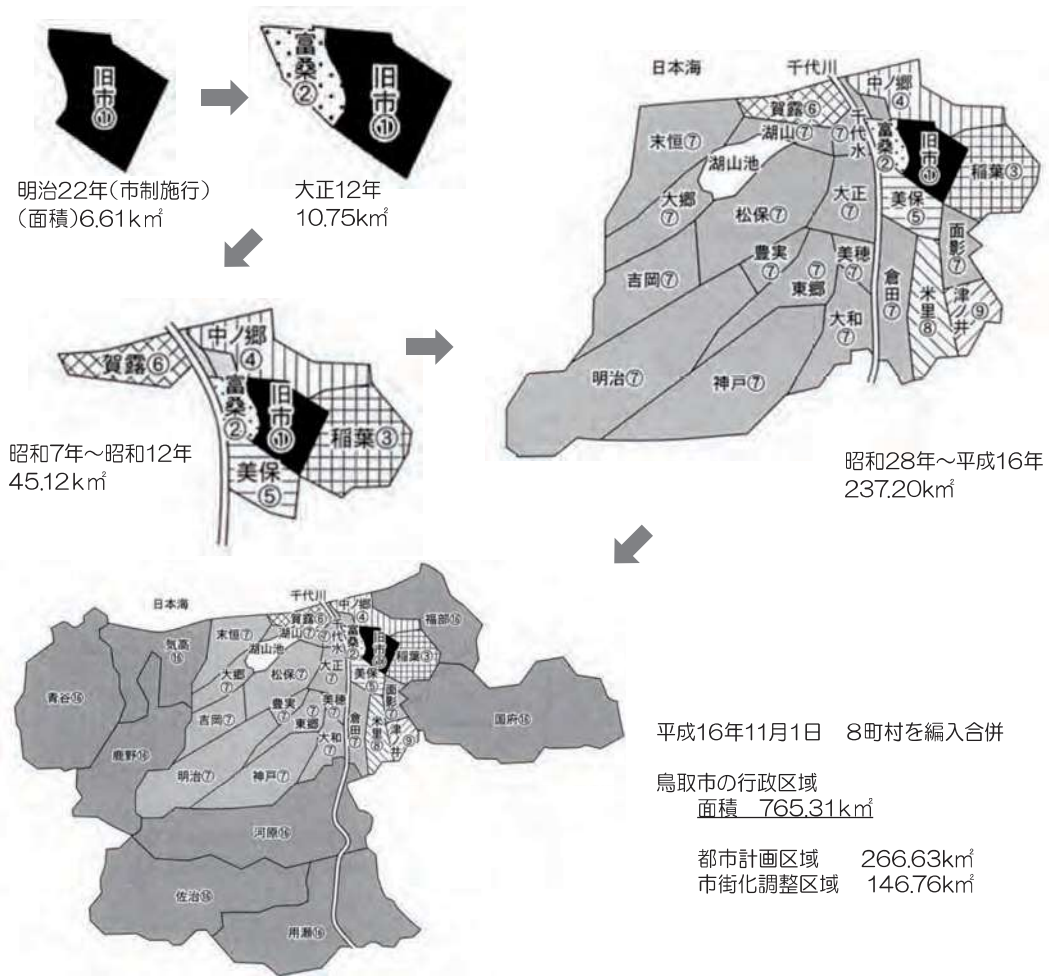 旧市①
明治22年(市制施行)
(面積)6.61k㎡
富桑②
旧市①
大正12年
10.75k㎡
賀露⑥
中ノ郷④
富桑②
旧市①
稲葉③
美保⑤
昭和7年～昭和12年
45.12k㎡
日本海
千代川
中ノ郷④
賀露⑥
末恒⑦
湖山⑦
千代水⑦
富桑②
旧市①
稲葉③
湖山池
大郷⑦
松保⑦
大正⑦
美保⑤
面影⑦
吉岡⑦
豊実⑦
東郷⑦
美穂⑦
倉田⑦
米里⑧
津ノ井⑨
大和⑦
明治⑦
神戸⑦
昭和28年～平成16年
237.20k㎡
日本海
千代川
中ノ郷④
福部⑯
賀露⑥
気高⑯
末恒⑦
湖山⑦
千代水⑦
富桑②
旧市①
稲葉③
湖山池
大郷⑦
松保⑦
大正⑦
美保⑤
面影⑦
青谷⑯
吉岡⑦
豊実⑦
東郷⑦
美穂⑦
倉田⑦
米里⑧
津ノ井⑨
国府⑯
鹿野⑯
大和⑦
明治⑦
神戸⑦
河原⑯
佐治⑯
用瀬⑯
平成16年11月1日　8町村を編入合併
鳥取市の行政区域
面積　765.31k㎡
都市計画区域　266.63k㎡
市街化調整区域　146.76k㎡